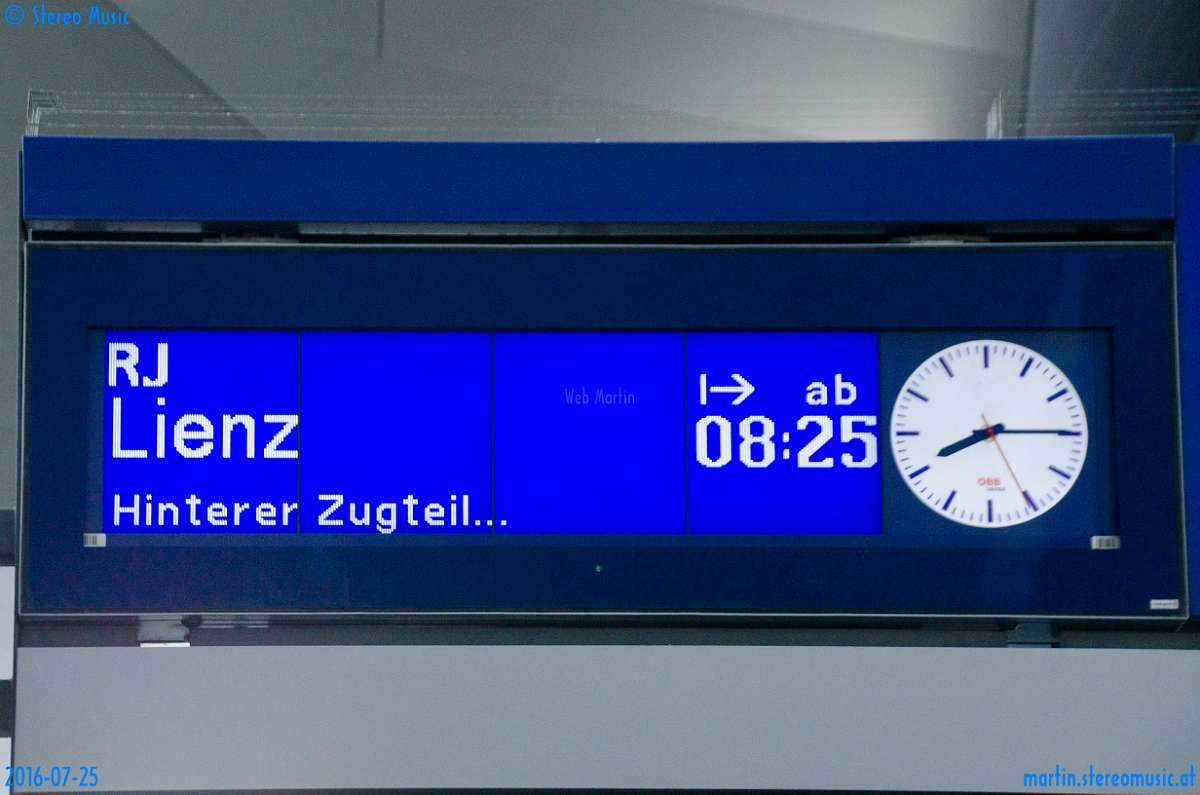 © Stereo Music
RJ
Lienz
Hinterer Zugteil...
ab
08:25
Web Martin
ÖBB
2016-07-25
martin.stereomusic.at